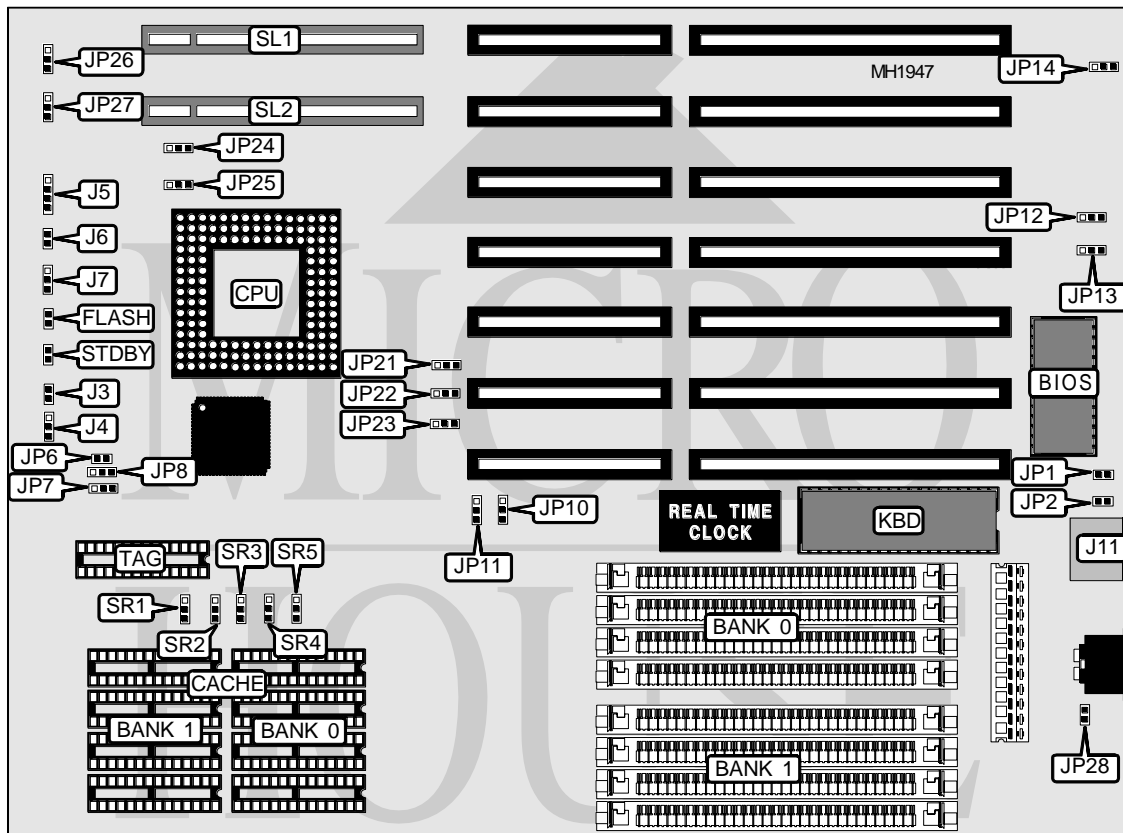 SL1
JP26
MH1947
JP14
JP27
SL2
JP24
J5
JP25
JP12
J6
J7
CPU
JP13
FLASH
STDBY
JP21
BIOS
J3
JP22
J4
JP23
JP6
JP8
JP1
JP7
JP2
JP10
REAL TIME
CLOCK
KBD
J11
TAG
SR3
SR5
JP11
SR1
SR2
SR4
BANK 0
CACHE
BANK 1
BANK 0
BANK 1
JP28
MICRO
HOUSE